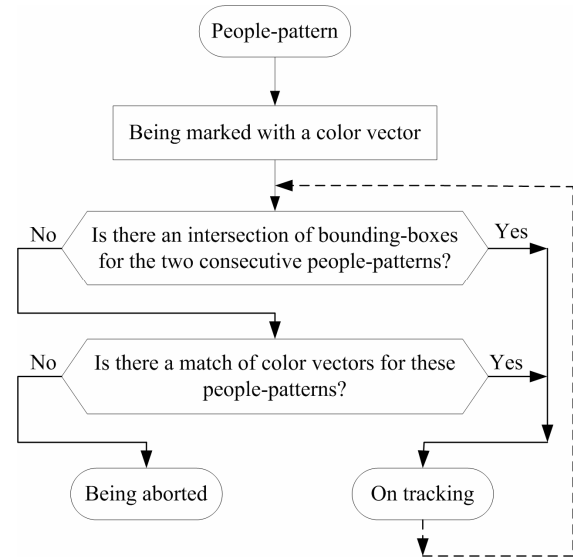 People-pattern
Being marked with a color vector
No
Is there an intersection of bounding-boxes
for the two consecutive people-patterns?
Yes
No
Is there a match of color vectors for these
people-patterns?
Yes
Being aborted
On tracking